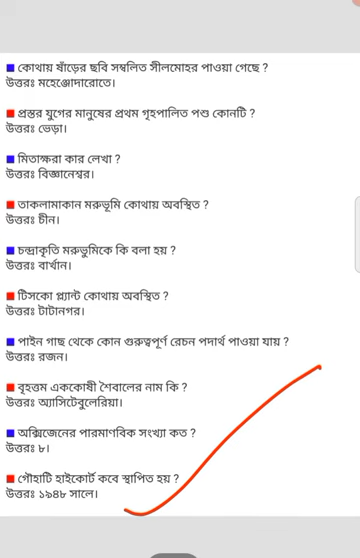 ■ কোথায় ষাঁড়ের ছবি সম্বলিত সীলমোহর পাওয়া গেছে ?
উত্তরঃ মহেঞ্জোদারোতে।
■ প্রস্তর যুগের মানুষের প্রথম গৃহপালিত পশু কোনটি ?
উত্তরঃ ভেড়া।
■ মিতাক্ষরা কার লেখা ?
উত্তরঃ বিজ্ঞানেশ্বর।
■ তাকলামাকান মরুভূমি কোথায় অবস্থিত ?
উত্তরঃ চীন।
■ চন্দ্রাকৃতি মরুভুমিকে কি বলা হয় ?
উত্তরঃ বার্খান।
■ টিসকো প্ল্যান্ট কোথায় অবস্থিত ?
উত্তরঃ টাটানগর।
■ পাইন গাছ থেকে কোন গুরুত্বপূর্ণ রেচন পদার্থ পাওয়া যায় ?
উত্তরঃ রজন।
■ বৃহত্তম এককোষী শৈবালের নাম কি ?
উত্তরঃ অ্যাসিটেবুলেরিয়া।
■ অক্সিজেনের পারমাণবিক সংখ্যা কত ?
উত্তরঃ ৮।
■ গৌহাটি হাইকোর্ট কবে স্থাপিত হয় ?
উত্তরঃ ১৯৪৮ সালে।